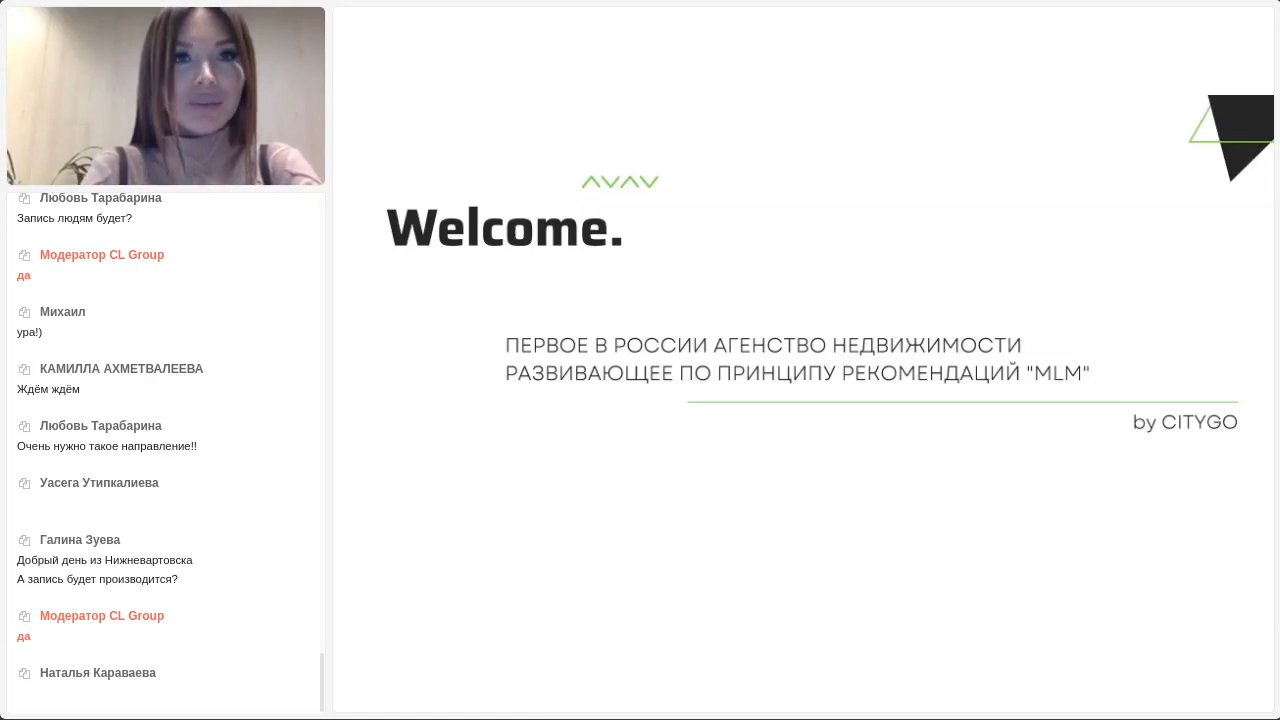 Любовь Тарабарина
Запись людям будет?
Модератор CL Group
да
Михаил
ура!)
КАМИЛЛА АХМЕТВАЛЕЕВА
Ждём ждём
Любовь Тарабарина
Очень нужно такое направление!!
Уасега Утипкалиева
Галина Зуева
Добрый день из Нижневартовска
А запись будет производится?
Модератор CL Group
да
Наталья Караваева
Welcome.
ПЕРВОЕ В РОССИИ АГЕНСТВО НЕДВИЖИМОСТИ
РАЗВИВАЮЩЕЕ ПО ПРИНЦИПУ РЕКОМЕНДАЦИЙ "MLM"
by CITYGO